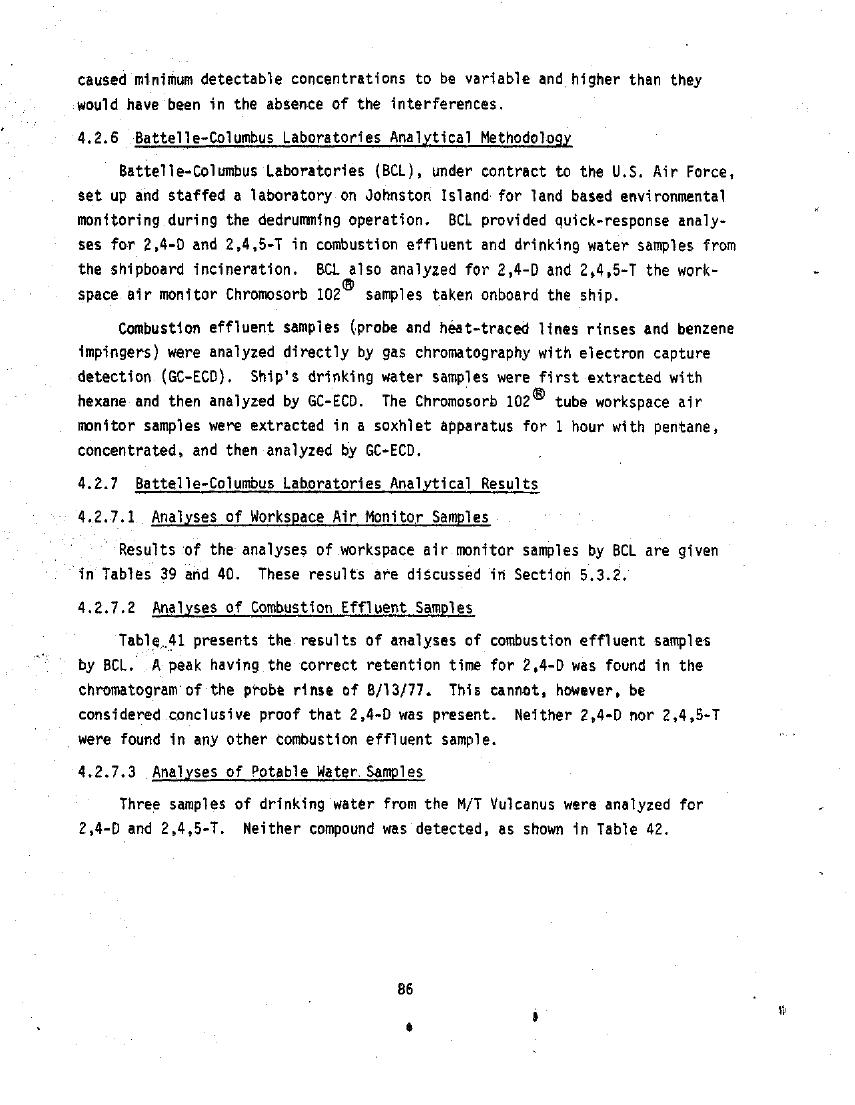 caused minimum detectable concentrations to be variable and higher than they
would have been in the absence of the interferences.
4.2.6 Battelle-Columbus Laboratories Analytical Methodology
Battelle-Columbus Laboratories (BCL), under contract to the U.S. Air Force,
set up and staffed a laboratory on Johnston Island for land based environmental
monitoring during the dedrumming operation. BCL provided quick-response analy-
ses for 2,4-D and 2,4,5-T in combustion effluent and drinking water samples from
the shipboard incineration. BCL also analyzed for 2,4-D and 2,4,5-T the work-
space air monitor Chromosorb 102® samples taken onboard the ship.
Combustion effluent samples (probe and heat-traced lines rinses and benzene
impingers) were analyzed directly by gas chromatography with electron capture
detection (GC-ECD). Ship's drinking water samples were first extracted with
hexane and then analyzed by GC-ECD. The Chromosorb 102® tube workspace air
monitor samples were extracted in a soxhlet apparatus for 1 hour with pentane,
concentrated, and then analyzed by GC-ECD.
4.2.7 Battelle-Columbus Laboratories Analytical Results
4.2.7.1 Analyses of Workspace Air Monitor Samples
Results of the analyses of workspace air monitor samples by BCL are given
in Tables 39 and 40. These results are discussed in Section 5.3.2.
4.2.7.2 Analyses of Combustion Effluent Samples
Table 41 presents the results of analyses of combustion effluent samples
by BCL. A peak having the correct retention time for 2,4-D was found in the
chromatogram of the probe rinse of 8/13/77. This cannot, however, be
considered conclusive proof that 2,4-D was present. Neither 2,4-D nor 2,4,5-T
were found in any other combustion effluent sample.
4.2.7.3 Analyses of Potable Water Samples
Three samples of drinking water from the M/T Vulcanus were analyzed for
2,4-D and 2,4,5-T. Neither compound was detected, as shown in Table 42.
86